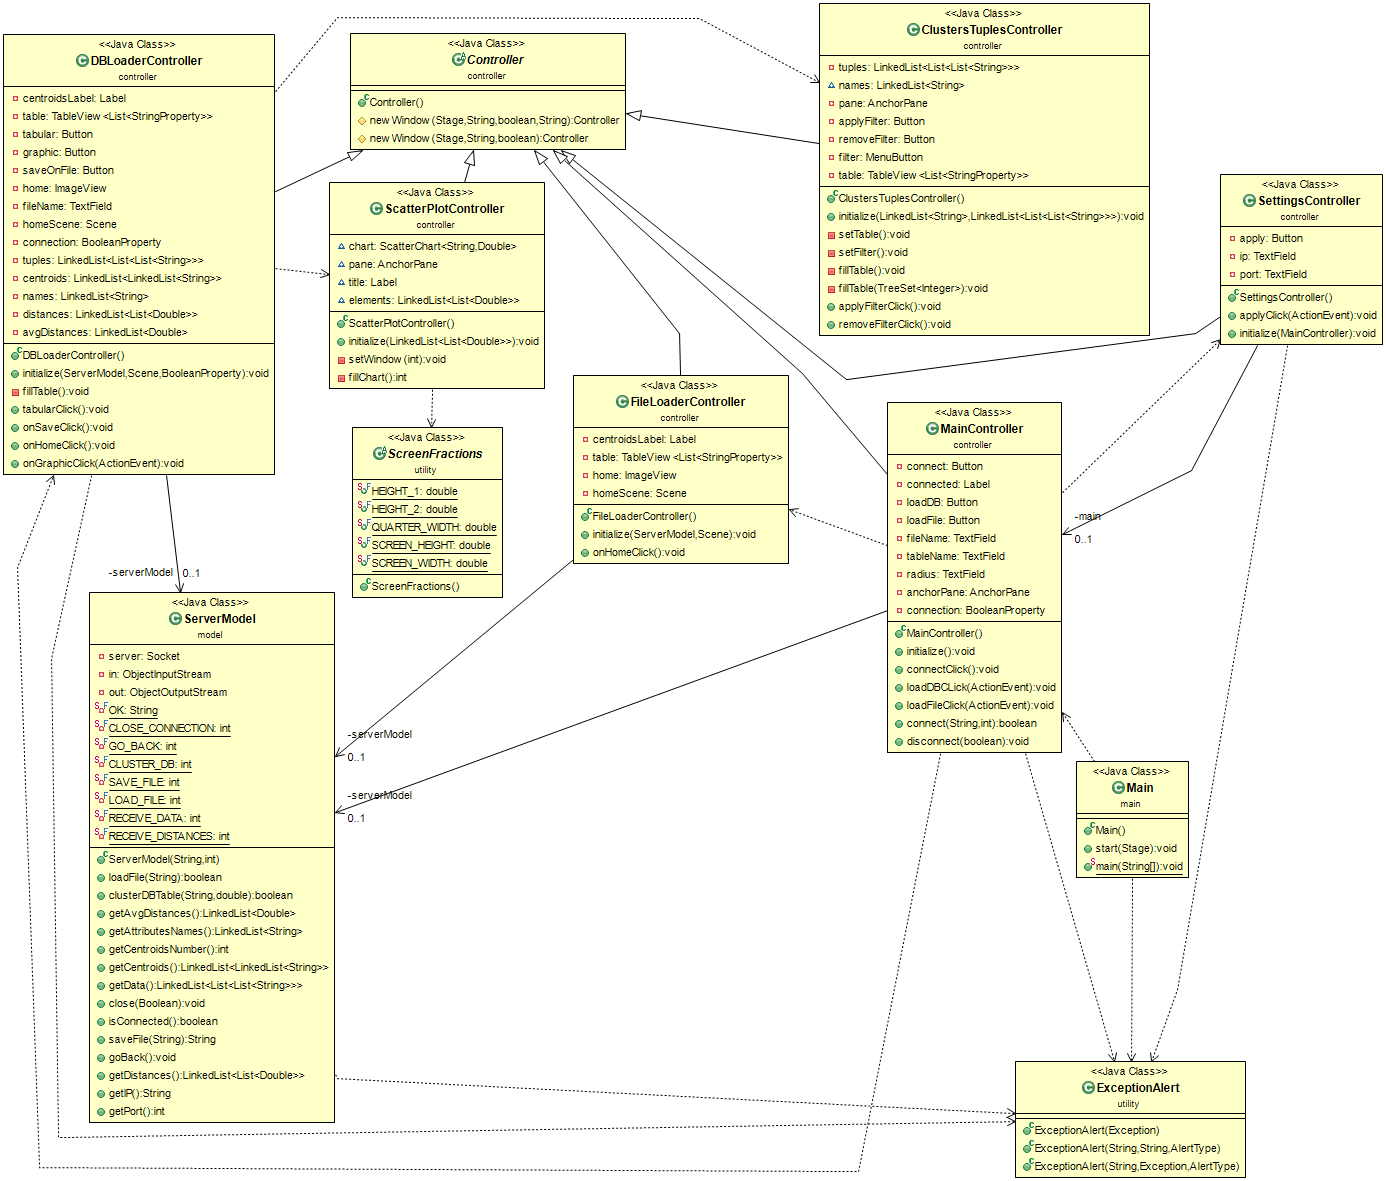 <<Java Class>>
DBLoaderController
controller
centroidsLabel: Label
table: TableView <List<StringProperty>>
tabular: Button
graphic: Button
saveOnFile: Button
home: ImageView
fileName: TextField
homeScene: Scene
connection: BooleanProperty
tuples: LinkedList<List<List<String>>>
centroids: LinkedList<LinkedList<String>>
names: LinkedList<String>
distances: LinkedList<List<Double>>
avgDistances: LinkedList<Double>
DBLoaderController()
initialize(ServerModel,Scene,BooleanProperty):void
fillTable():void
tabularClick():void
onSaveClick():void
onHomeClick():void
onGraphicClick(ActionEvent):void
<<Java Class>>
Controller
controller
Controller()
new Window (Stage,String,boolean,String):Controller
new Window (Stage,String,boolean):Controller
<<Java Class>>
ClustersTuplesController
controller
tuples: LinkedList<List<List<String>>>
names: LinkedList<String>
pane: AnchorPane
applyFilter: Button
removeFilter: Button
filter: MenuButton
table: TableView <List<StringProperty>>
ClustersTuplesController()
initialize(LinkedList<String>,LinkedList<List<List<String>>>):void
setTable():void
setFilter():void
fillTable():void
fillTable(TreeSet<Integer>):void
applyFilterClick():void
removeFilterClick():void
<<Java Class>>
ScatterPlotController
controller
chart: ScatterChart<String,Double>
pane: AnchorPane
title: Label
elements: LinkedList<List<Double>>
ScatterPlotController()
initialize(LinkedList<List<Double>>):void
setWindow (int):void
fillChart():int
<<Java Class>>
SettingsController
controller
apply: Button
ip: TextField
port: TextField
SettingsController()
applyClick(ActionEvent):void
initialize(MainController):void
<<Java Class>>
ScreenFractions
utility
HEIGHT_1: double
HEIGHT_2: double
QUARTER_WIDTH: double
SCREEN_HEIGHT: double
SCREEN_WIDTH: double
ScreenFractions()
<<Java Class>>
FileLoaderController
controller
centroidsLabel: Label
table: TableView <List<StringProperty>>
home: ImageView
homeScene: Scene
FileLoaderController()
initialize(ServerModel,Scene):void
onHomeClick():void
<<Java Class>>
MainController
controller
connect: Button
connected: Label
loadDB: Button
loadFile: Button
fileName: TextField
tableName: TextField
radius: TextField
anchorPane: AnchorPane
connection: BooleanProperty
MainController()
initialize():void
connectClick():void
loadDBCLick(ActionEvent):void
loadFileClick(ActionEvent):void
connect(String,int):boolean
disconnect(boolean):void
-main
0..1
-serverModel
0..1
<<Java Class>>
ServerModel
model
server: Socket
in: ObjectInputStream
out: ObjectOutputStream
OK: String
CLOSE_CONNECTION: int
GO_BACK: int
CLUSTER_DB: int
SAVE_FILE: int
LOAD_FILE: int
RECEIVE_DATA: int
RECEIVE_DISTANCES: int
ServerModel(String,int)
loadFile(String):boolean
clusterDBTable(String,double):boolean
getAvgDistances():LinkedList<Double>
getAttributesNames():LinkedList<String>
getCentroidsNumber():int
getCentroids():LinkedList<LinkedList<String>>
getData():LinkedList<List<List<String>>>
close(Boolean):void
isConnected():boolean
saveFile(String):String
goBack():void
getDistances():LinkedList<List<Double>>
getIP():String
getPort():int
-serverModel
0..1
-serverModel
0..1
<<Java Class>>
Main
main
Main()
start(Stage):void
main(String[]):void
<<Java Class>>
ExceptionAlert
utility
ExceptionAlert(Exception)
ExceptionAlert(String,String,AlertType)
ExceptionAlert(String,Exception,AlertType)